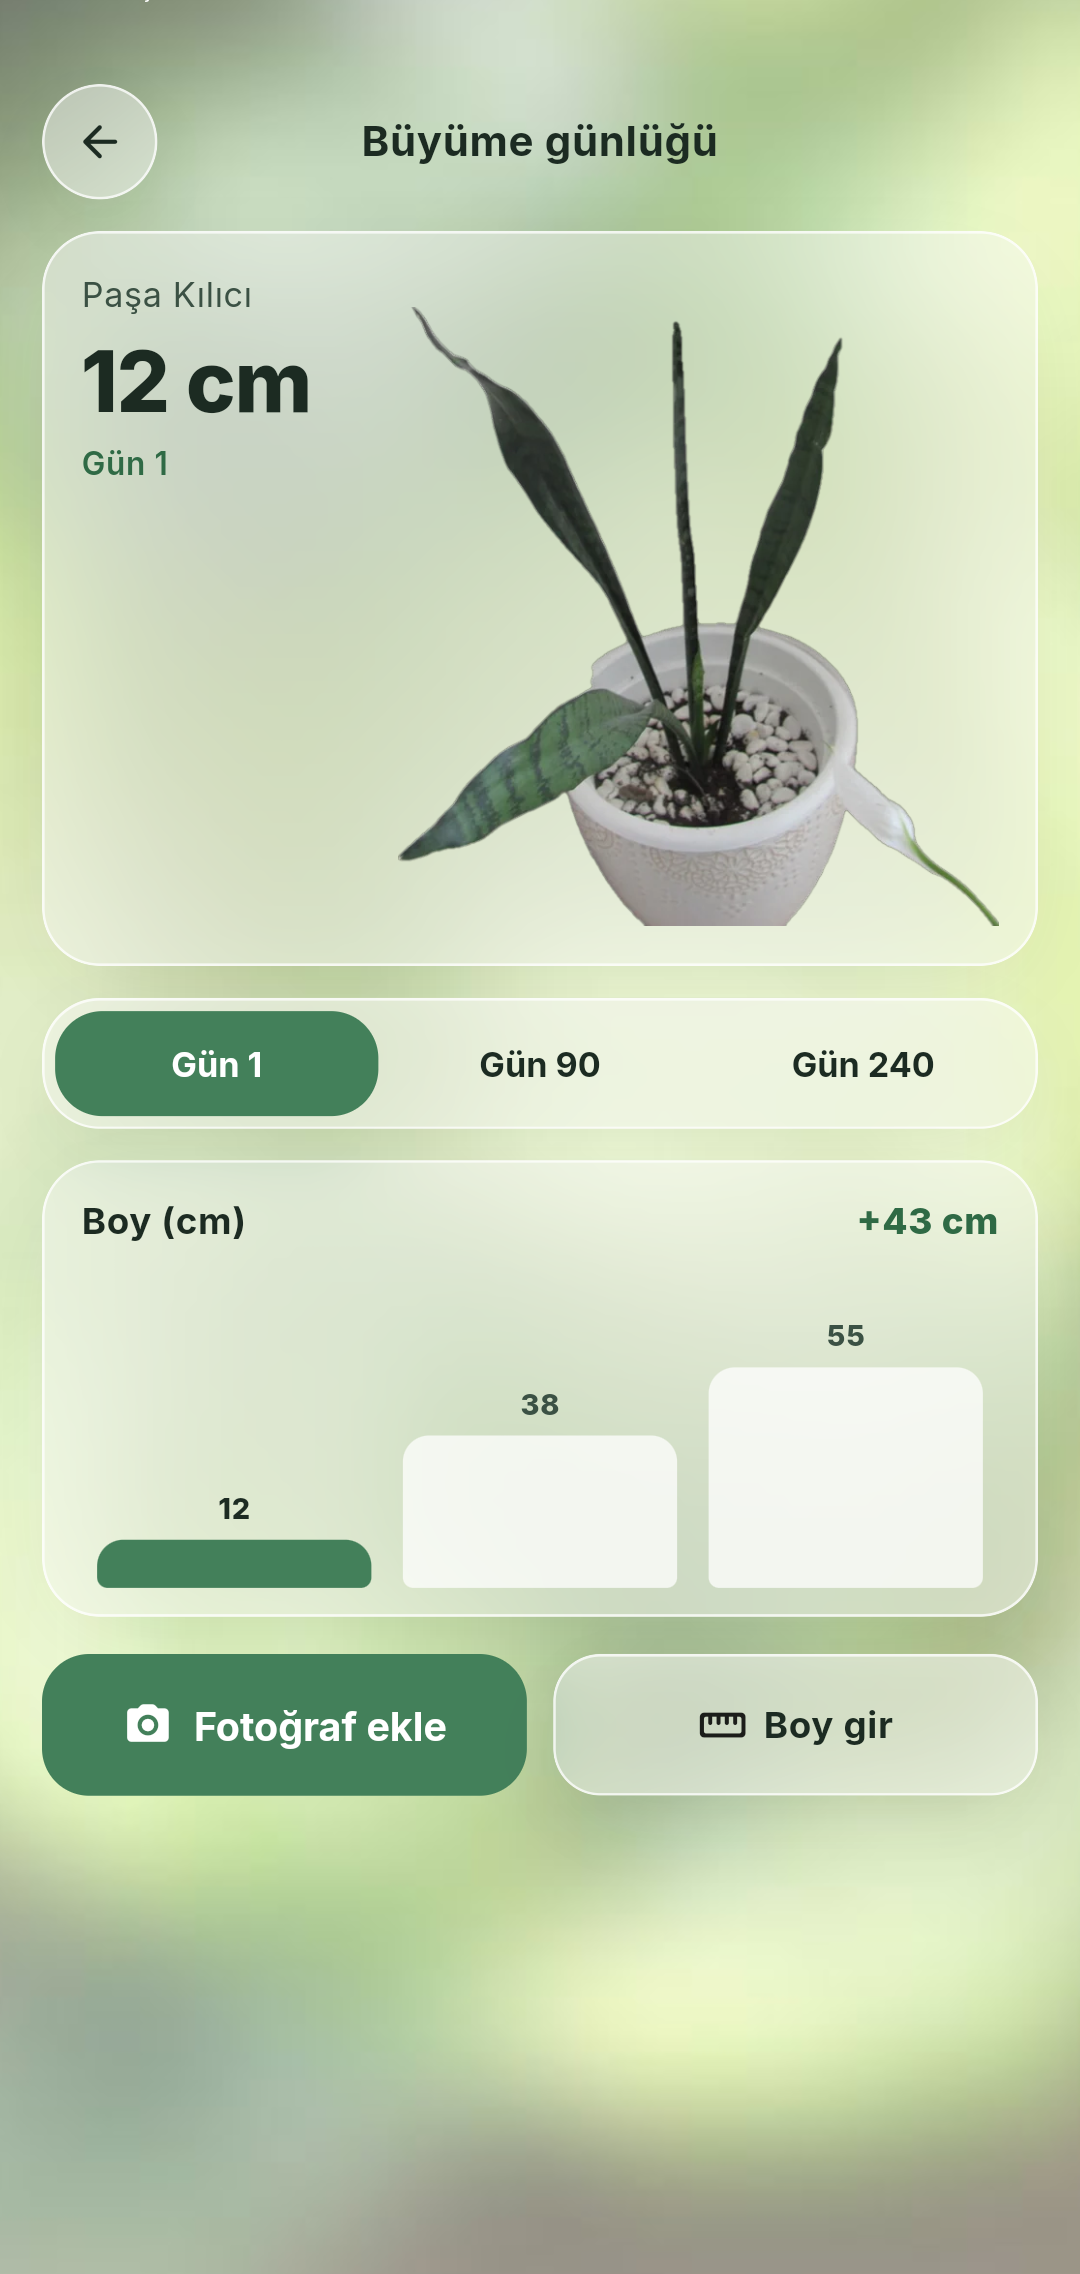 Büyüme günlüğü
Paşa Kılıcı
12 cm
Gün 1
Gün 1
Gün 90
Gün 240
Boy (cm)
+43 cm
12
38
55
Fotoğraf ekle
Boy gir